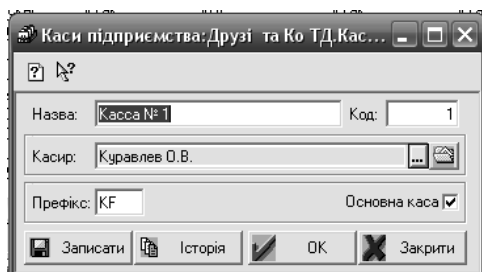 Каси підприємства:Друзі та Ко ТД.Кас...
Назва: Касса № 1 Код: 1
Касир: Куравлев О.В. ...
Префікс: KF Основна каса
Записати Історія OK Закрити